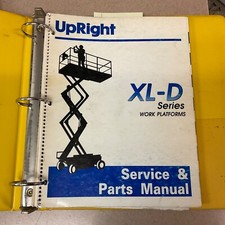 UpRight
XL-D
Series
WORK PLATFORMS
Service &
Parts Manual